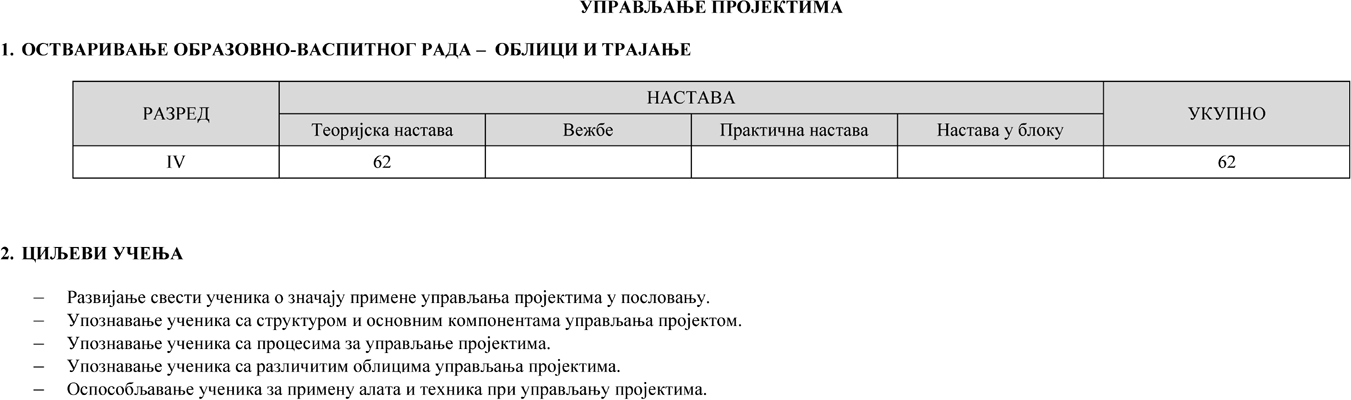 УПРАВЉАЊЕ ПРОЈЕКТИМА
1. ОСТВАРИВАЊЕ ОБРАЗОВНО-ВАСПИТНОГ РАДА – ОБЛИЦИ И ТРАЈАЊЕ
РАЗРЕД НАСТАВА УКУПНО
Теоријска настава Вежбе Практична настава Настава у блоку
IV 62 62
2. ЦИЉЕВИ УЧЕЊА
– Развијање свести ученика о значају примене управљања пројектима у пословању.
– Упознавање ученика са структуром и основним компонентама управљања пројектом.
– Упознавање ученика са процесима за управљање пројектима.
– Упознавање ученика са различитим облицима управљања пројектима.
– Оспособљавање ученика за примену алата и техника при управљању пројектима.